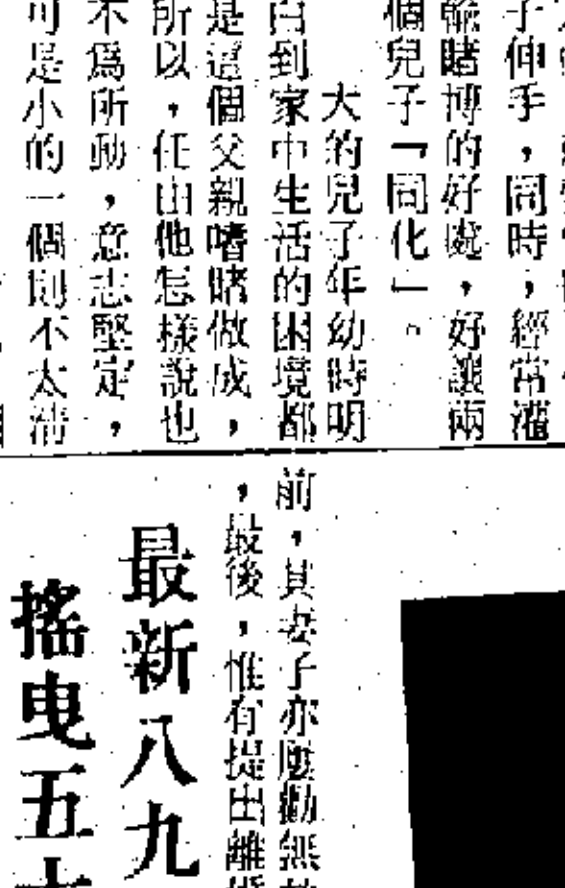 子伸手，同時，經常灌
輸賭博的好處，好讓兩
個兒子「同化」。
大的兒子年幼時明
白到家中生活的困境都
是這個父親嗜賭做成，
所以，任由他怎樣說也
不爲所動，意志堅定，
可是小的一個則不太清
前，其妻子亦屢勸無
，最後，惟有提出離婚
最新八九
搖曳五